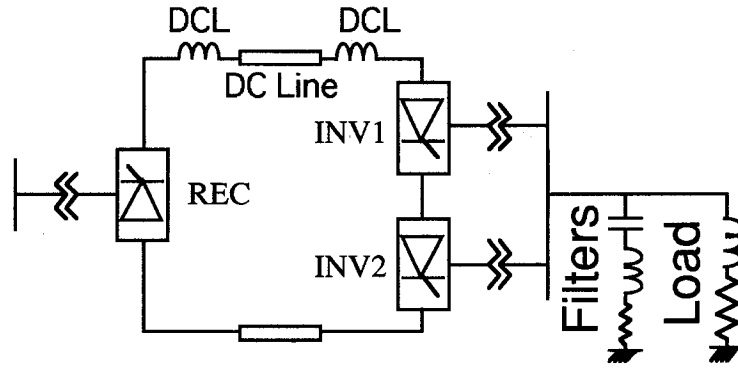 DCL
DCL
DC Line
INV1
REC
INV2
Filters
Load